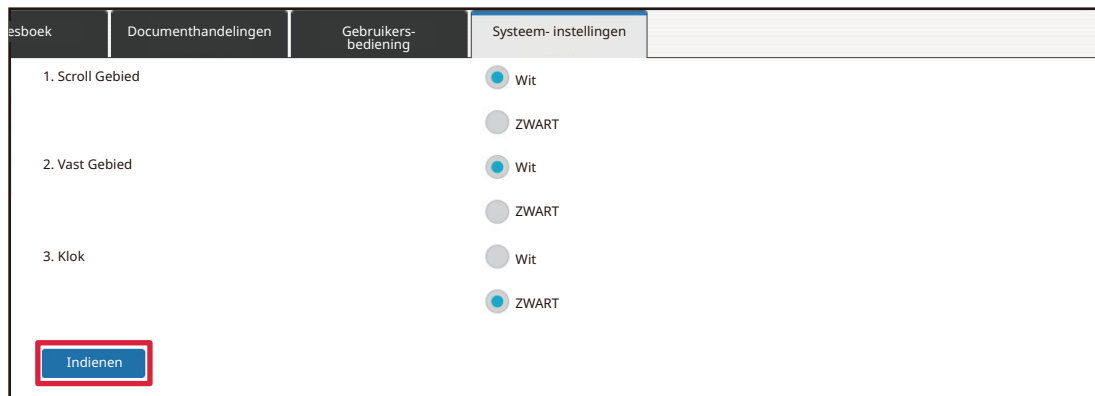 esboek
Documenthandelingen
Gebruikers-
bediening
Systeem- instellingen
1. Scroll Gebied
Wit
ZWART
2. Vast Gebied
Wit
ZWART
3. Klok
Wit
ZWART
Indienen